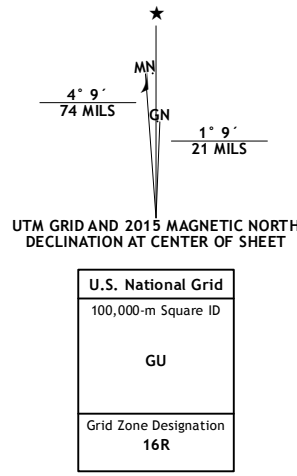 MN
4° 9´
74 MILS
GN
1° 9´
21 MILS
UTM GRID AND 2015 MAGNETIC NORTH
DECLINATION AT CENTER OF SHEET
U.S. National Grid
100,000-m Square ID
GU
Grid Zone Designation
16R